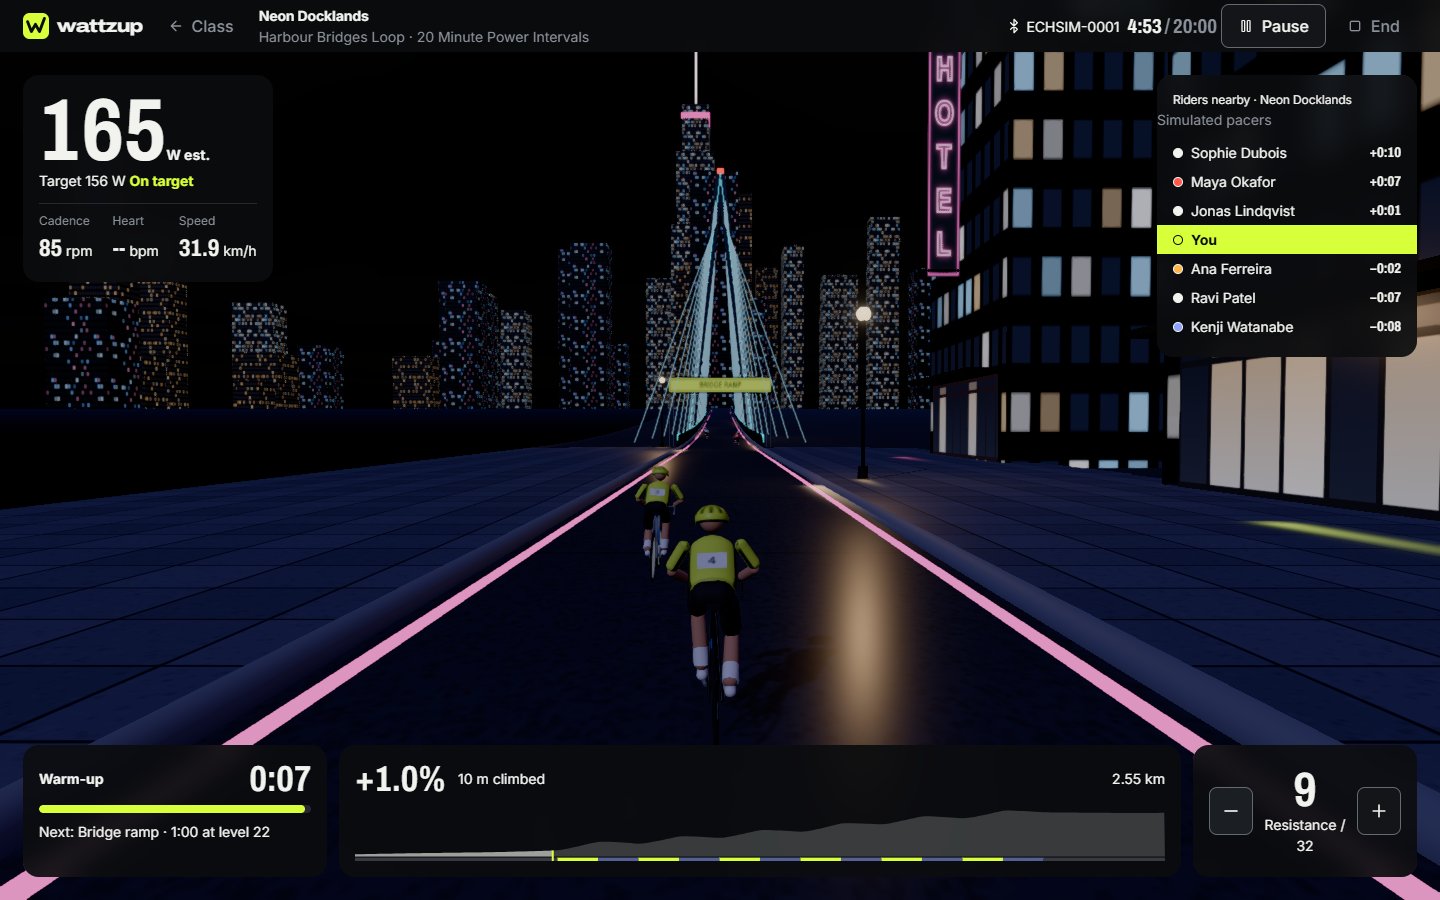 wattzup
Class
Neon Docklands
Harbour Bridges Loop · 20 Minute Power Intervals
ECHSIM-0001 4:53 / 20:00
Pause
End
165 W est.
Target 156 W On target
Cadence Heart Speed
85 rpm -- bpm 31.9 km/h
HOTEL
Riders nearby · Neon Docklands
Simulated pacers
Sophie Dubois +0:10
Maya Okafor +0:07
Jonas Lindqvist +0:01
You
Ana Ferreira −0:02
Ravi Patel −0:07
Kenji Watanabe −0:08
BRIDGE RAMP
4
Warm-up 0:07
Next: Bridge ramp · 1:00 at level 22
+1.0% 10 m climbed 2.55 km
−
9
+
Resistance /
32